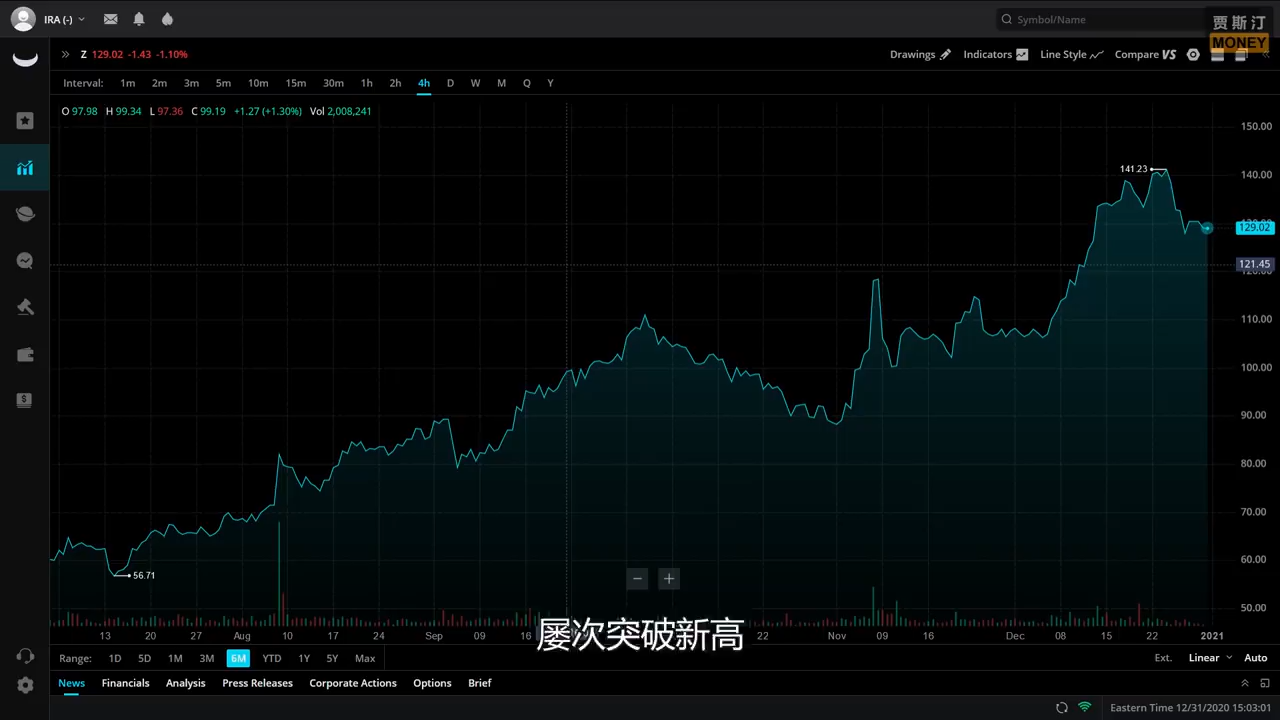 IRA (-)
Symbol/Name
贾斯汀
MONEY
Z 129.02 -1.43 -1.10%
Drawings
Indicators
Line Style
Compare VS
Interval: 1m 2m 3m 5m 10m 15m 30m 1h 2h 4h D W M Q Y
O 97.98 H 99.34 L 97.36 C 99.19 +1.27 (+1.30%) Vol 2,008,241
150.00
141.23
140.00
129.02
121.45
110.00
100.00
90.00
80.00
70.00
60.00
56.71
50.00
屡次突破新高
13 20 27 Aug 10 17 24 Sep 09 16 22 Nov 09 16 Dec 08 15 22 2021
Range: 1D 5D 1M 3M 6M YTD 1Y 5Y Max
Ext. Linear Auto
News Financials Analysis Press Releases Corporate Actions Options Brief
Eastern Time 12/31/2020 15:03:01